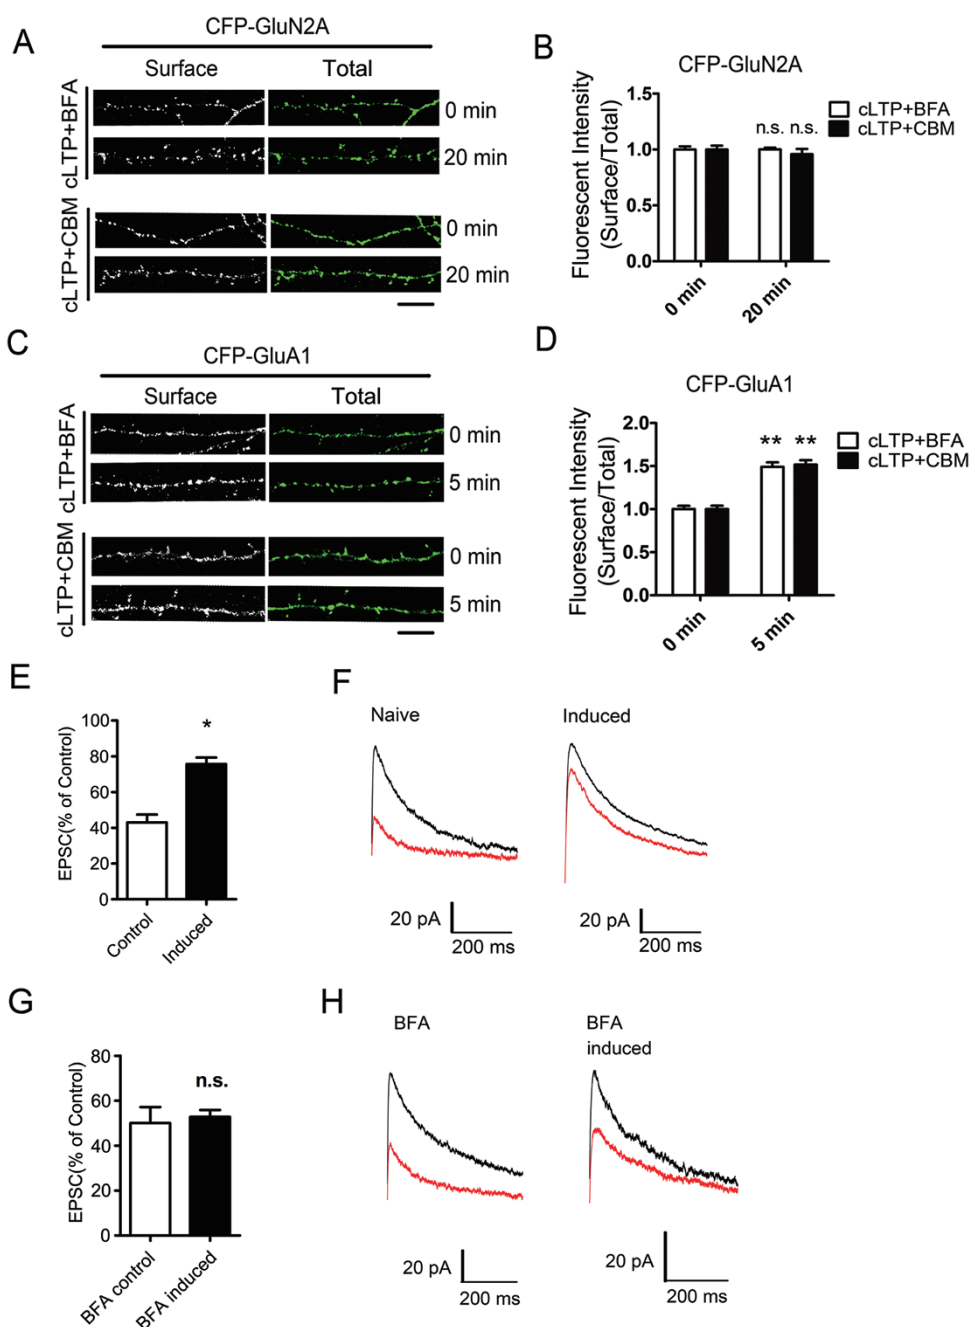 A
CFP-GluN2A
Surface Total
cLTP+BFA
0 min
20 min
cLTP+CBM
0 min
20 min
B
CFP-GluN2A
Fluorescent Intensity
(Surface/Total)
1.5
1.0
0.5
0.0
n.s. n.s.
cLTP+BFA
cLTP+CBM
0 min
20 min
C
CFP-GluA1
Surface Total
cLTP+BFA
0 min
5 min
cLTP+CBM
0 min
5 min
D
CFP-GluA1
Fluorescent Intensity
(Surface/Total)
2.0
1.5
1.0
0.5
0.0
** **
cLTP+BFA
cLTP+CBM
0 min
5 min
E
EPSC(% of Control)
100
80
60
40
20
0
*
Control
Induced
F
Naive
Induced
20 pA
200 ms
20 pA
200 ms
G
EPSC(% of Control)
80
60
40
20
0
n.s.
BFA control
BFA induced
H
BFA
BFA
induced
20 pA
200 ms
20 pA
200 ms